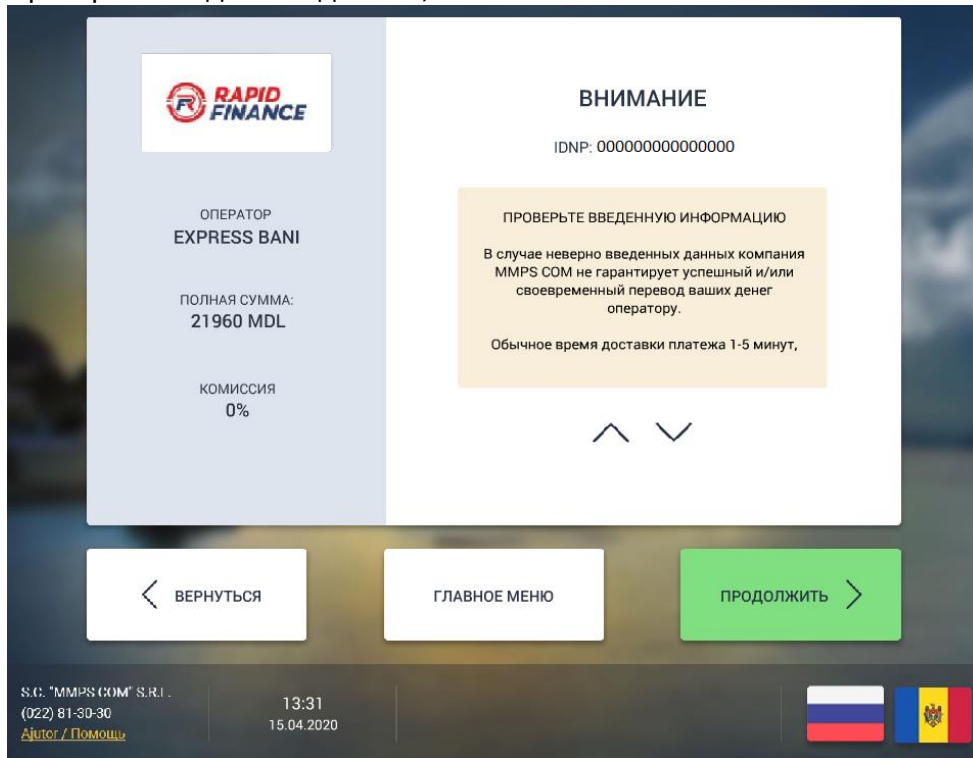 RAPID
FINANCE
ОПЕРАТОР
EXPRESS BANI
ПОЛНАЯ СУММА:
21960 MDL
КОМИССИЯ
0%
ВНИМАНИЕ
IDNP: 000000000000000
ПРОВЕРЬТЕ ВВЕДЕННУЮ ИНФОРМАЦИЮ
В случае неверно введенных данных компания
MMPS COM не гарантирует успешный и/или
своевременный перевод ваших денег
оператору.
Обычное время доставки платежа 1-5 минут,
ВЕРНУТЬСЯ
ГЛАВНОЕ МЕНЮ
ПРОДОЛЖИТЬ
S.C. "MMPS COM" S.R.L.
(022) 81-30-30
Ajutor / Помощь
13:31
15.04.2020